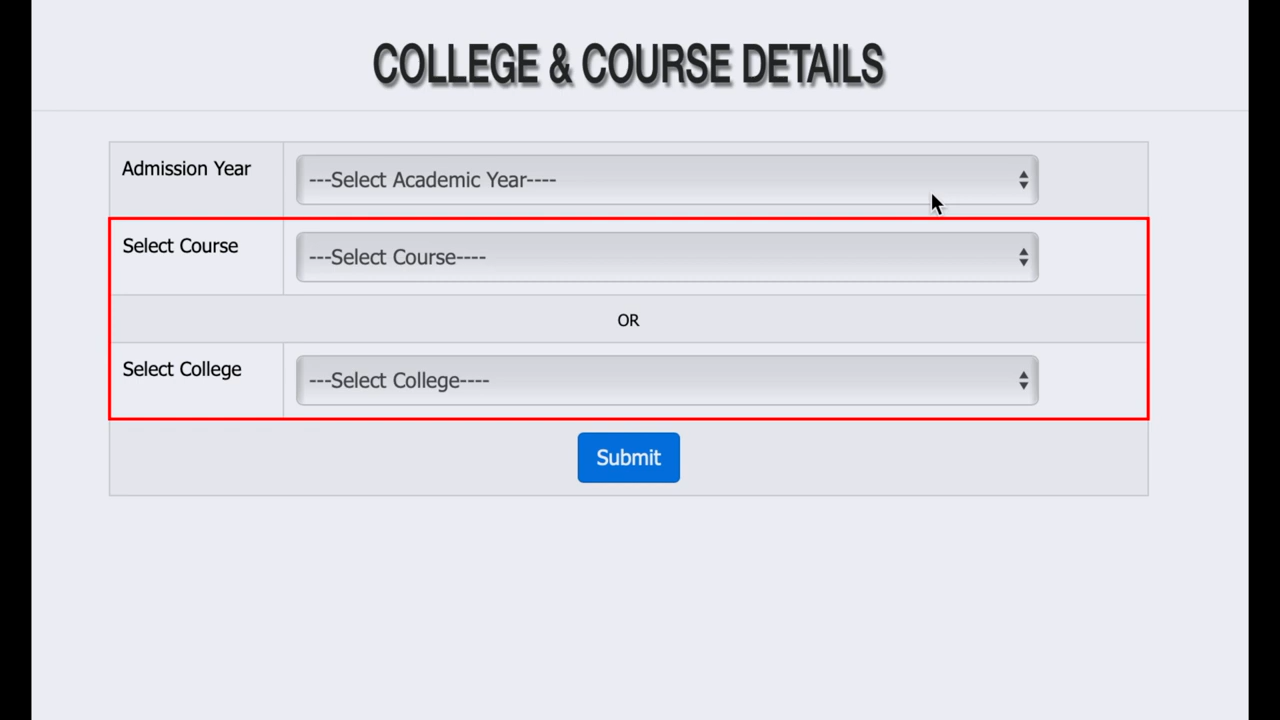 COLLEGE & COURSE DETAILS
Admission Year
---Select Academic Year----
Select Course
---Select Course----
OR
Select College
---Select College----
Submit